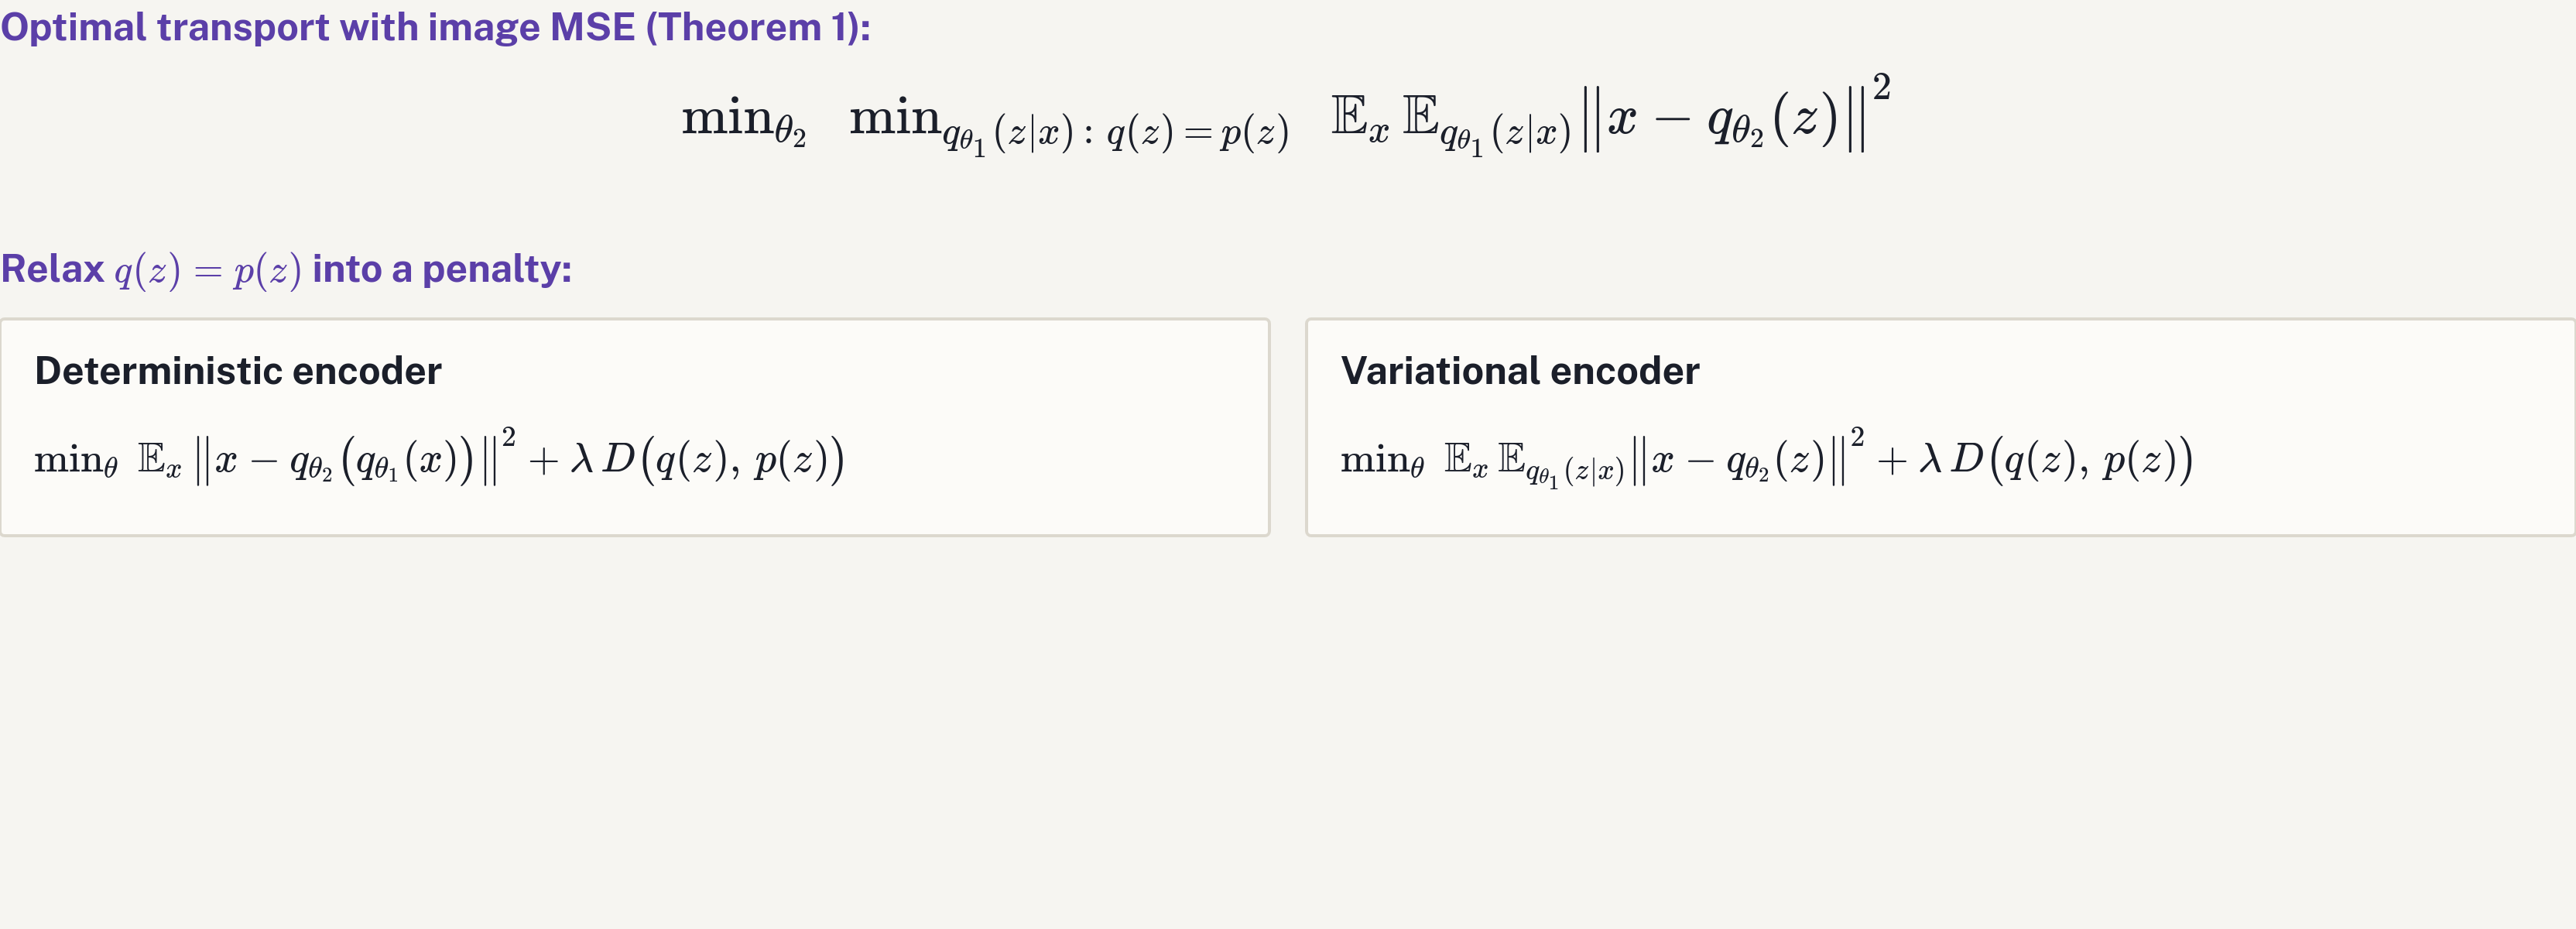 Optimal transport with image MSE (Theorem 1):
min_{θ_2} min_{q_{θ_1}(z|x) : q(z) = p(z)} 𝔼_x 𝔼_{q_{θ_1}(z|x)} ||x − q_{θ_2}(z)||^2
Relax q(z) = p(z) into a penalty:
Deterministic encoder
min_θ 𝔼_x ||x − q_{θ_2}(q_{θ_1}(x))||^2 + λ D(q(z), p(z))
Variational encoder
min_θ 𝔼_x 𝔼_{q_{θ_1}(z|x)} ||x − q_{θ_2}(z)||^2 + λ D(q(z), p(z))